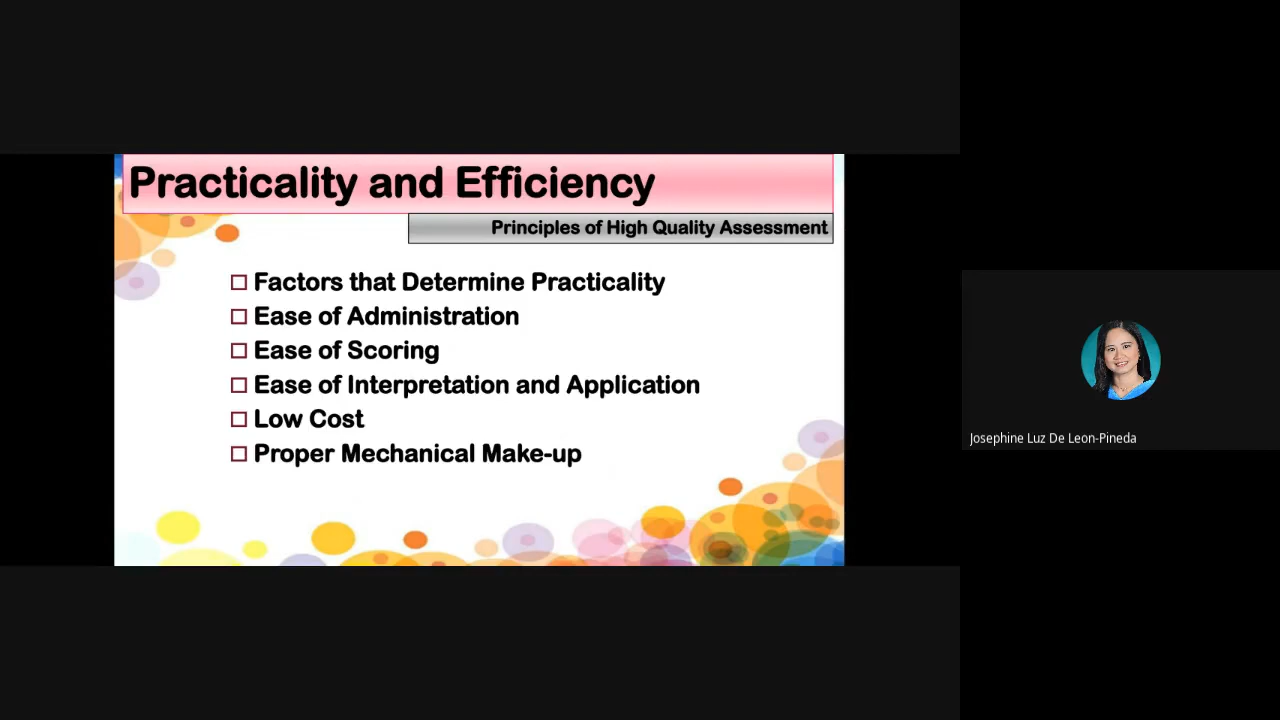 Practicality and Efficiency
Principles of High Quality Assessment
Factors that Determine Practicality
Ease of Administration
Ease of Scoring
Ease of Interpretation and Application
Low Cost
Proper Mechanical Make-up
Josephine Luz De Leon-Pineda